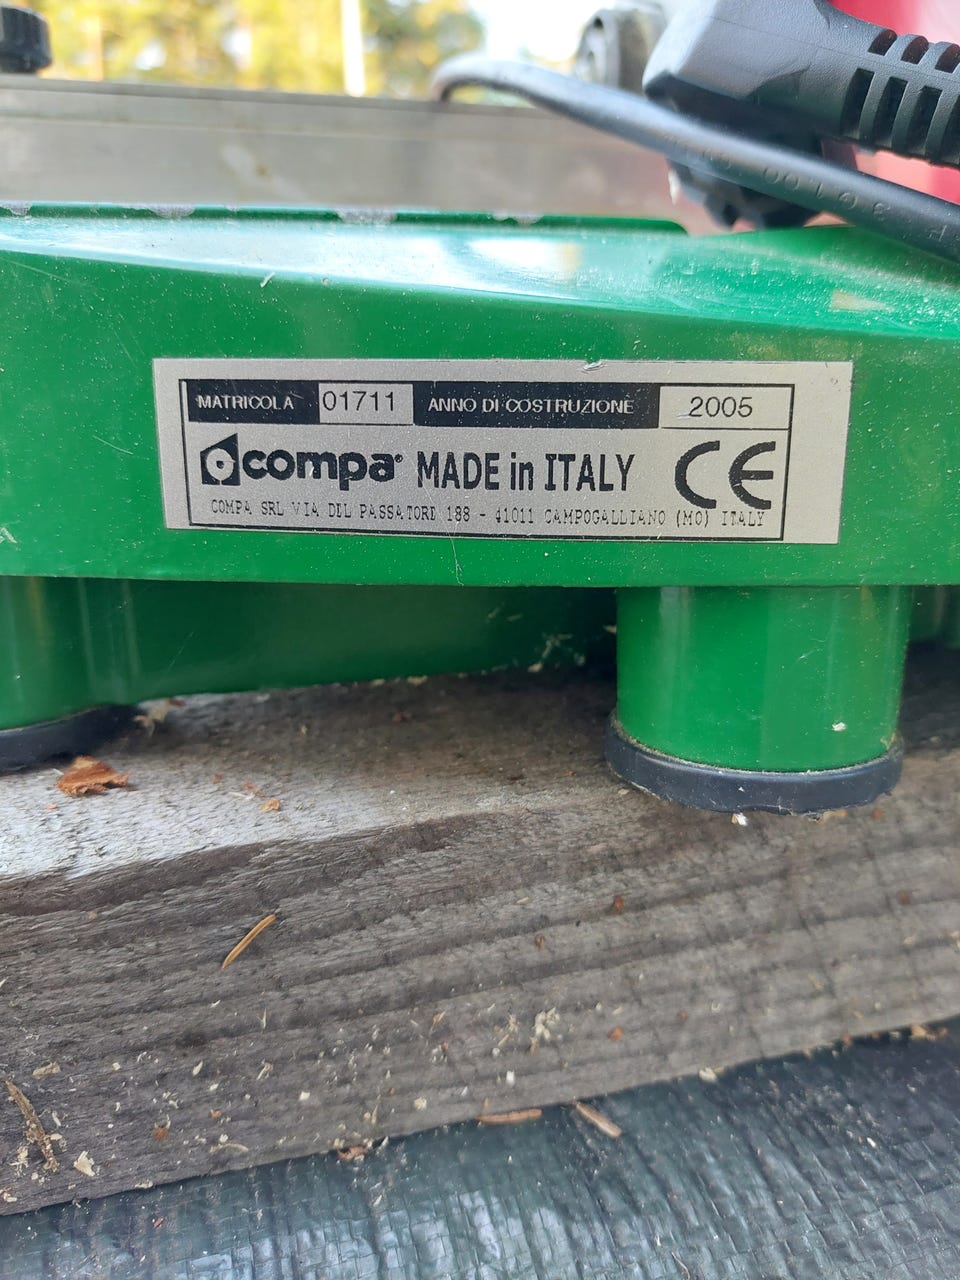 MATRICOLA 01711 ANNO DI COSTRUZIONE 2005
compa® MADE in ITALY CE
COMPA SRL VIA DEL PASSATORE 188 - 41011 CAMPOGALLIANO (MO) ITALY